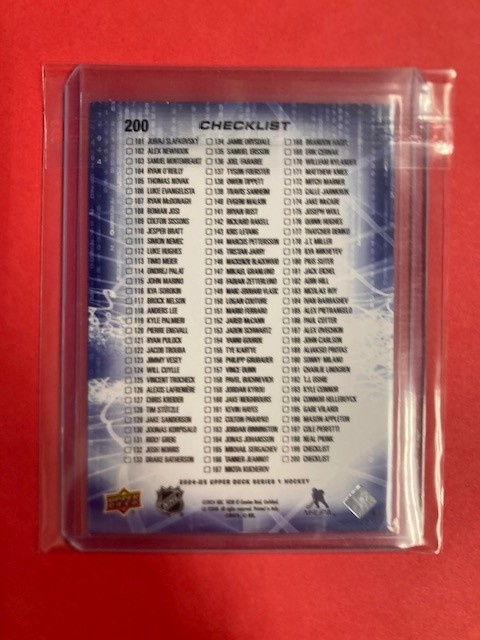 200 CHECKLIST
101 JURAJ SLAFKOVSKÝ
102 ALEX NEWHOOK
103 SAMUEL MONTEMBEAULT
104 RYAN O'REILLY
105 THOMAS NOVAK
106 LUKE EVANGELISTA
107 RYAN McDONAGH
108 ROMAN JOSI
109 COLTON SISSONS
110 JESPER BRATT
111 SIMON NEMEC
112 LUKE HUGHES
113 TIMO MEIER
114 ONDREJ PALAT
115 JOHN MARINO
116 ILYA SOROKIN
117 BROCK NELSON
118 ANDERS LEE
119 KYLE PALMIERI
120 PIERRE ENGVALL
121 RYAN PULOCK
122 JACOB TROUBA
123 JIMMY VESEY
124 WILL CUYLLE
125 VINCENT TROCHECK
126 ALEXIS LAFRENIÈRE
127 CHRIS KREIDER
128 TIM STÜTZLE
129 JAKE SANDERSON
130 JOONAS KORPISALO
131 RIDLY GREIG
132 JOSH NORRIS
133 DRAKE BATHERSON
134 JAMIE DRYSDALE
135 SAMUEL ERSSON
136 JOEL FARABEE
137 TYSON FOERSTER
138 OWEN TIPPETT
139 TRAVIS SANHEIM
140 EVGENI MALKIN
141 BRYAN RUST
142 RICKARD RAKELL
143 KRIS LETANG
144 MARCUS PETTERSSON
145 TRISTAN JARRY
146 MACKENZIE BLACKWOOD
147 MIKAEL GRANLUND
148 FABIAN ZETTERLUND
149 MARC-EDOUARD VLASIC
150 LOGAN COUTURE
151 MARIO FERRARO
152 JARED McCANN
153 JADEN SCHWARTZ
154 YANNI GOURDE
155 TYE KARTYE
156 PHILIPP GRUBAUER
157 VINCE DUNN
158 PAVEL BUCHNEVICH
159 JORDAN KYROU
160 JAKE NEIGHBOURS
161 KEVIN HAYES
162 COLTON PARAYKO
163 JORDAN BINNINGTON
164 JONAS JOHANSSON
165 MIKHAIL SERGACHEV
166 TANNER JEANNOT
167 NIKITA KUCHEROV
168 BRANDON HAGEL
169 ERIK CERNAK
170 WILLIAM NYLANDER
171 MATTHEW KNIES
172 MITCH MARNER
173 CALLE JARNKROK
174 JAKE McCABE
175 JOSEPH WOLL
176 QUINN HUGHES
177 THATCHER DEMKO
178 J.T. MILLER
179 ILYA MIKHEYEV
180 PIUS SUTER
181 JACK EICHEL
182 ADIN HILL
183 NICOLAS ROY
184 IVAN BARBASHEV
185 ALEX PIETRANGELO
186 PAUL COTTER
187 ALEX OVECHKIN
188 JOHN CARLSON
189 ALIAKSEI PROTAS
190 SONNY MILANO
191 CHARLIE LINDGREN
192 T.J. OSHIE
193 KYLE CONNOR
194 CONNOR HELLEBUYCK
195 GABE VILARDI
196 MASON APPLETON
197 COLE PERFETTI
198 NEAL PIONK
199 CHECKLIST
200 CHECKLIST
2024-25 UPPER DECK SERIES 1 HOCKEY
UPPER DECK
NHL
NHLPA